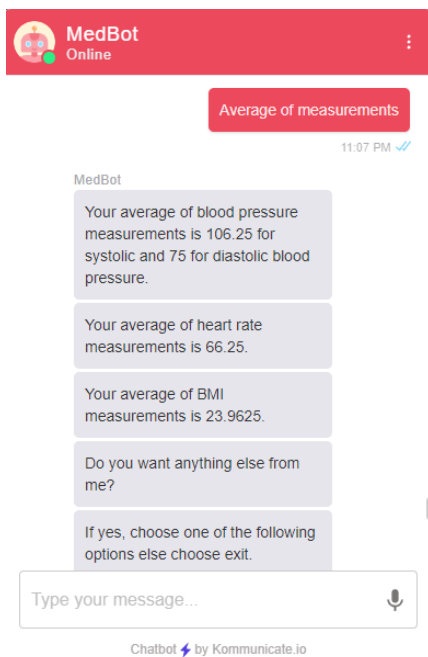 MedBot
Online
Average of measurements
11:07 PM
MedBot
Your average of blood pressure
measurements is 106.25 for
systolic and 75 for diastolic blood
pressure.
Your average of heart rate
measurements is 66.25.
Your average of BMI
measurements is 23.9625.
Do you want anything else from
me?
If yes, choose one of the following
options else choose exit.
Type your message...
Chatbot by Kommunicate.io